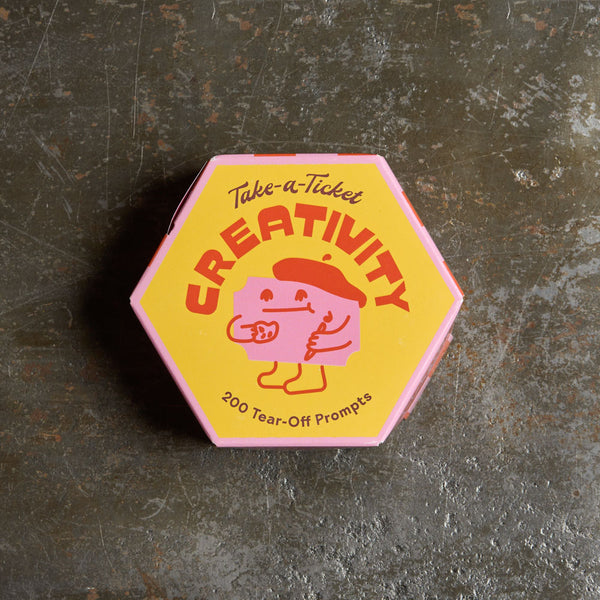 Take-a-Ticket
CREATIVITY
200 Tear-Off Prompts